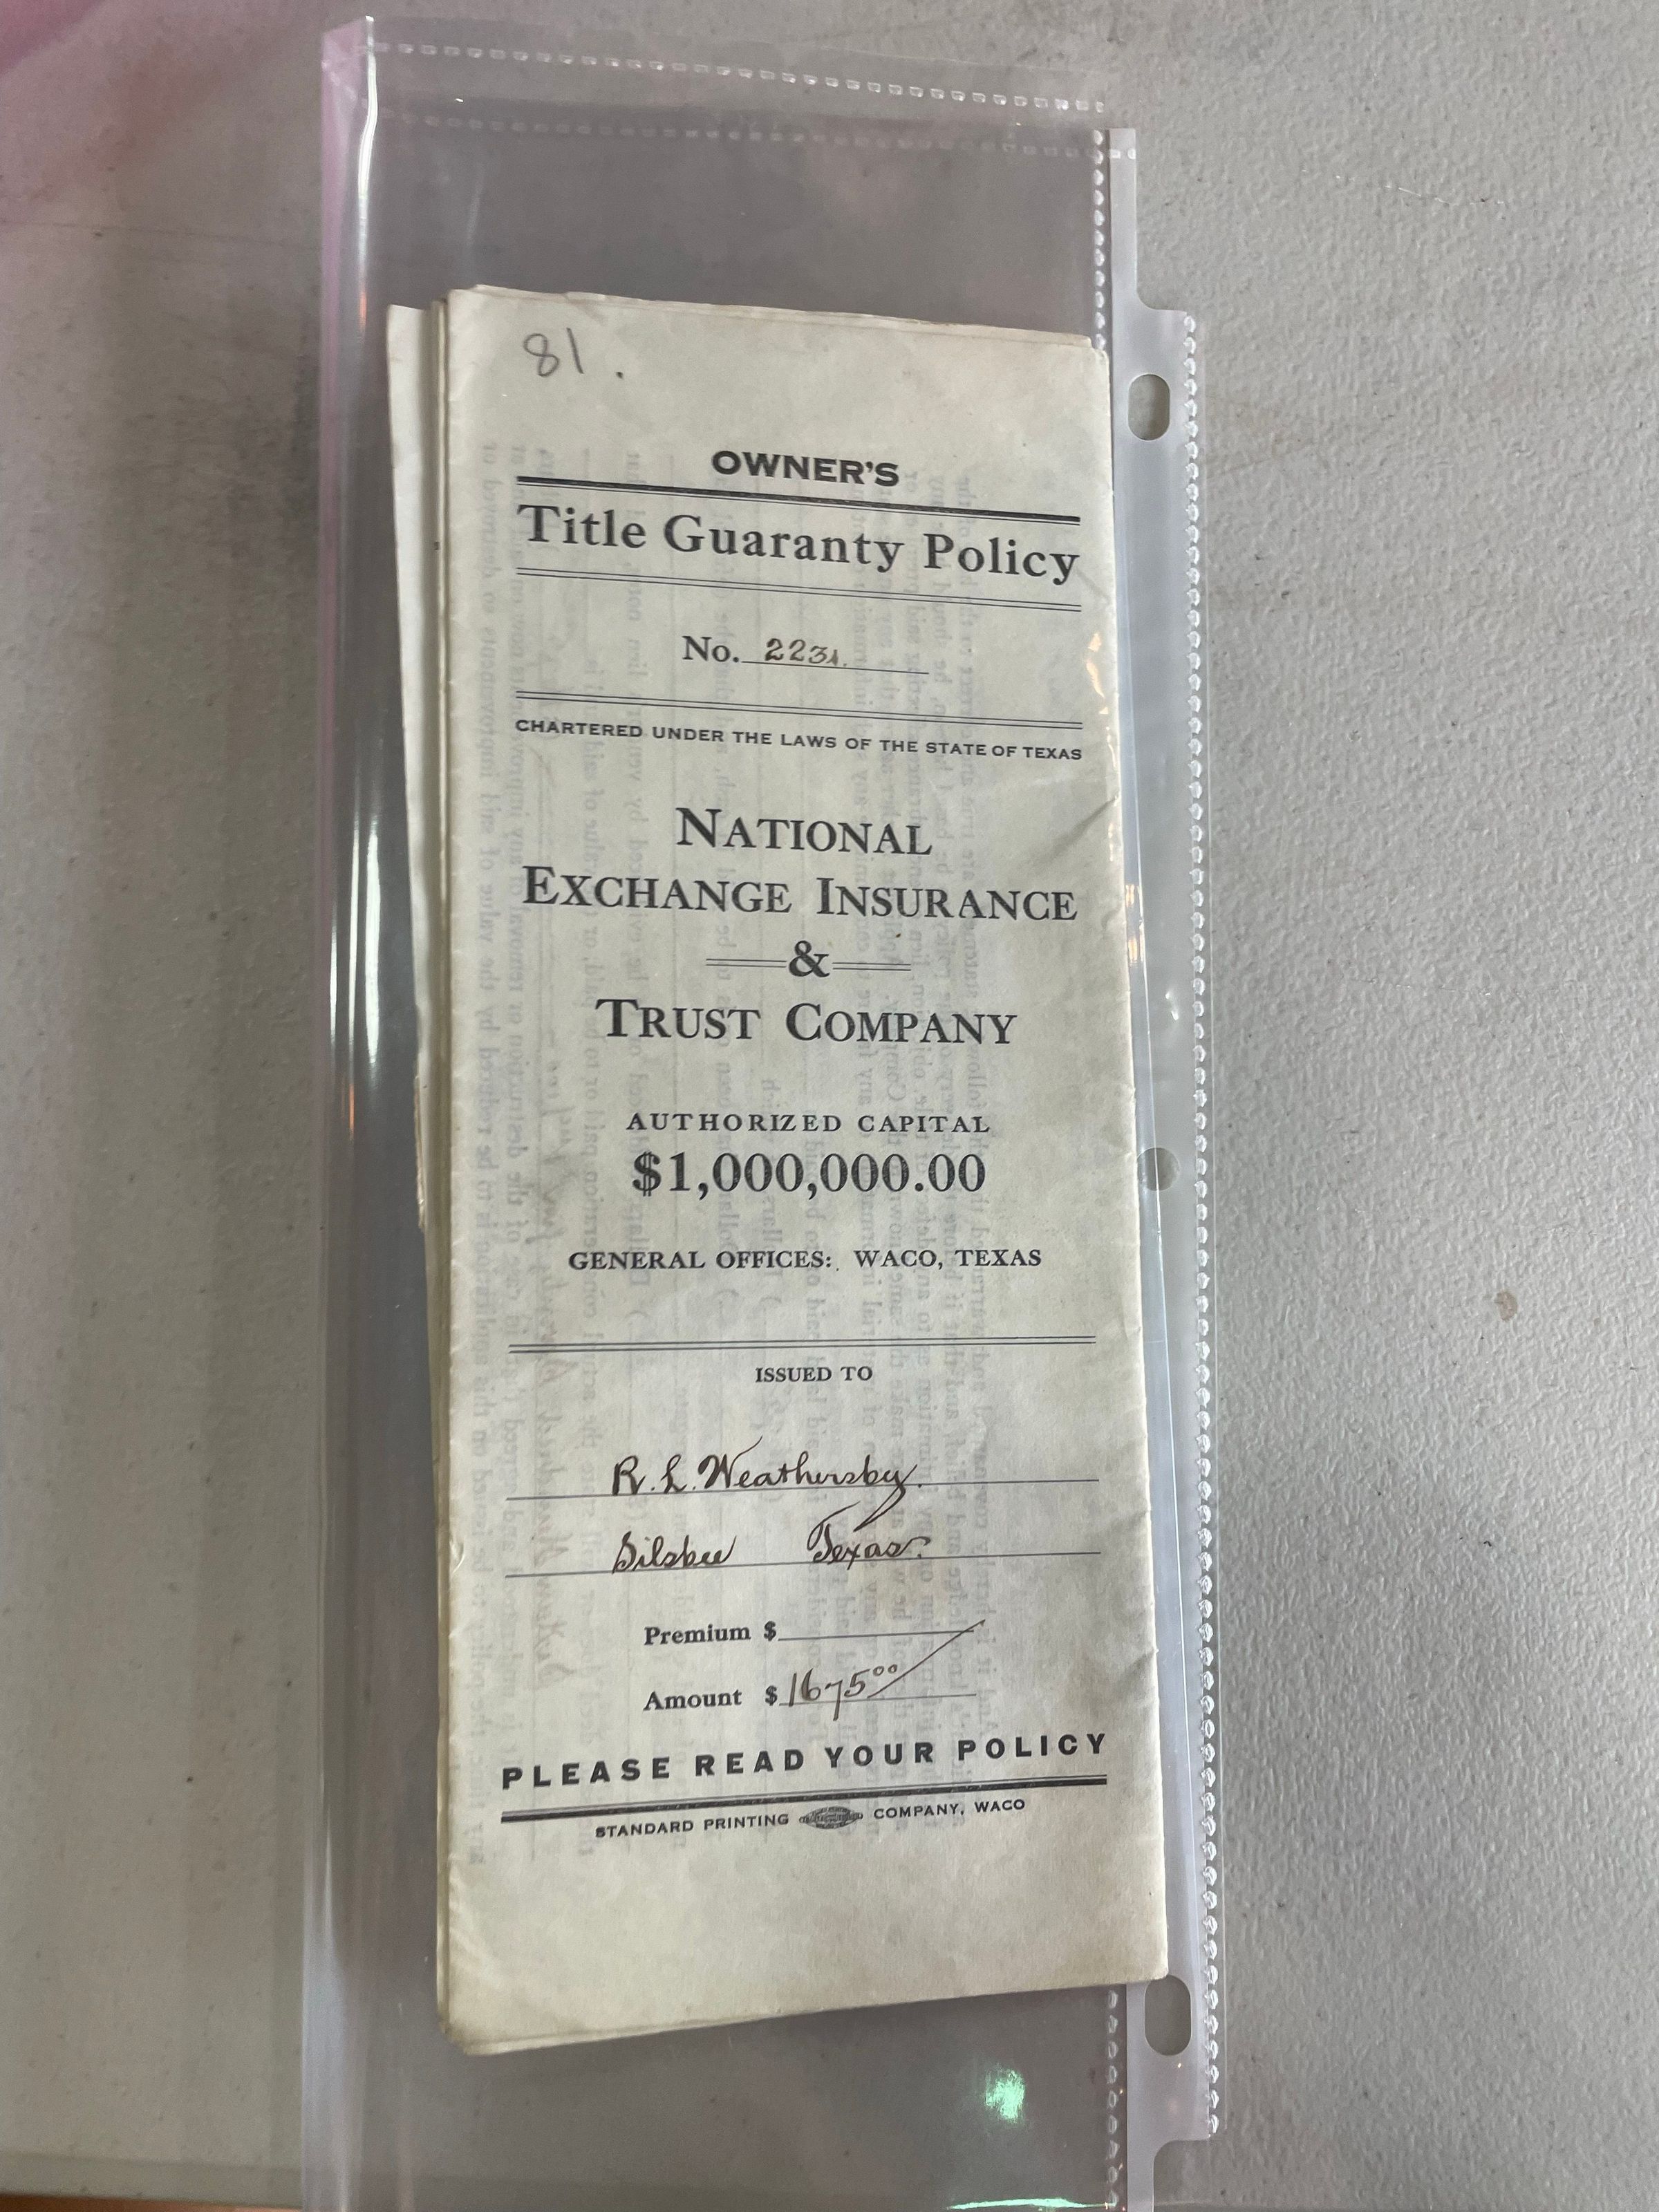 81.
OWNER'S
Title Guaranty Policy
No. 2231.
CHARTERED UNDER THE LAWS OF THE STATE OF TEXAS
NATIONAL
EXCHANGE INSURANCE
&
TRUST COMPANY
AUTHORIZED CAPITAL
$1,000,000.00
GENERAL OFFICES: WACO, TEXAS
ISSUED TO
R. L. Weathersby.
Silsbee Texas.
Premium $
Amount $167500
PLEASE READ YOUR POLICY
STANDARD PRINTING COMPANY, WACO